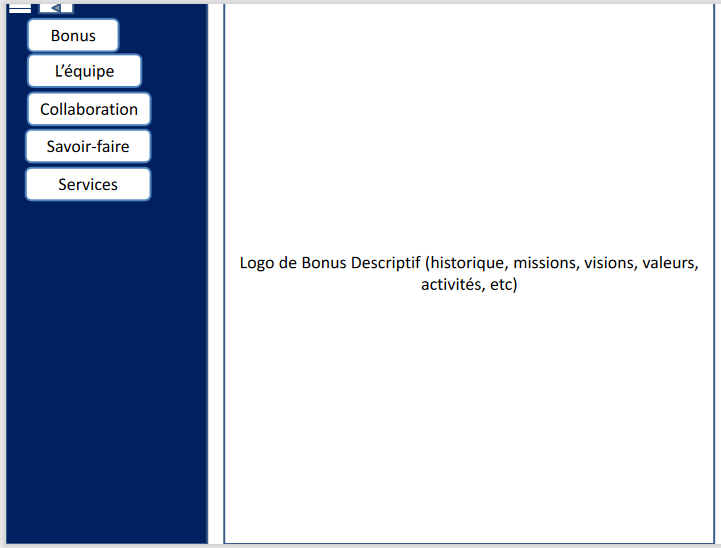 Bonus
L’équipe
Collaboration
Savoir-faire
Services
Logo de Bonus Descriptif (historique, missions, visions, valeurs,
activités, etc)